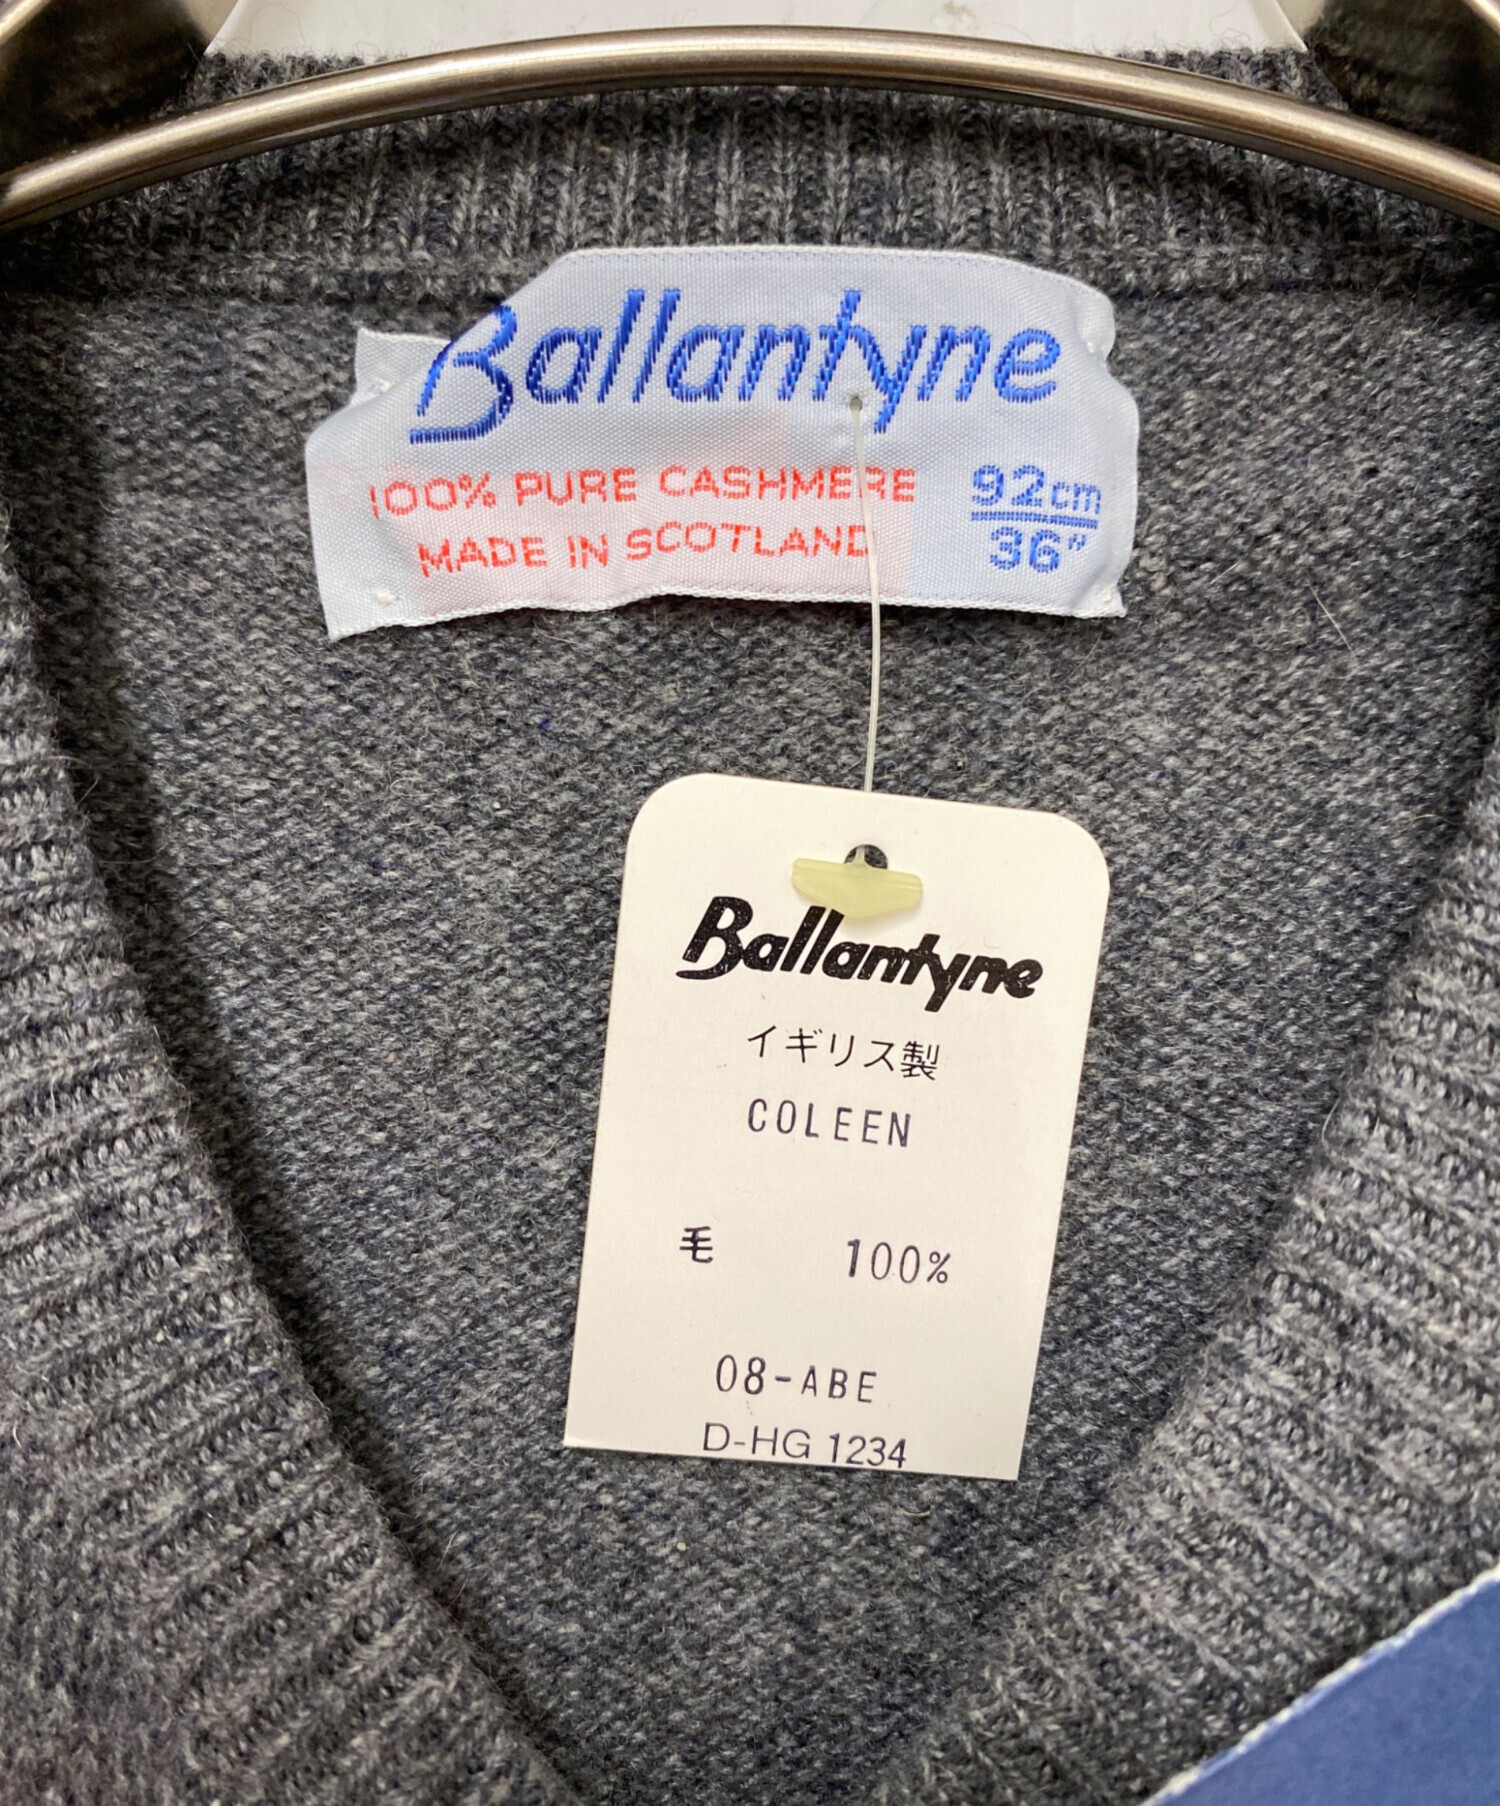 Ballantyne
100% PURE CASHMERE
MADE IN SCOTLAND
92cm
36"
Ballantyne
イギリス製
COLEEN
毛 100%
08-ABE
D-HG 1234